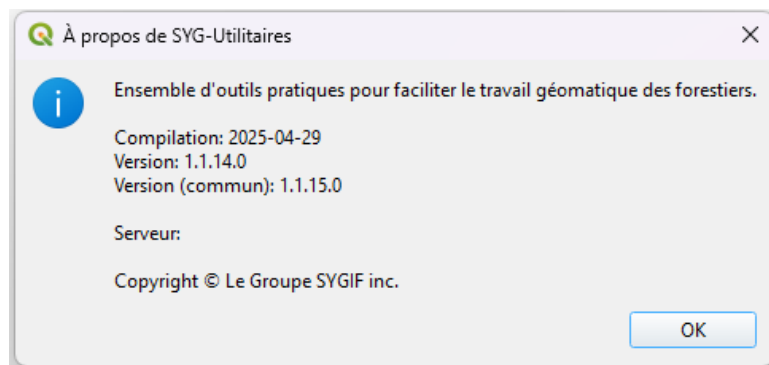 À propos de SYG-Utilitaires
Ensemble d'outils pratiques pour faciliter le travail géomatique des forestiers.
Compilation: 2025-04-29
Version: 1.1.14.0
Version (commun): 1.1.15.0
Serveur:
Copyright © Le Groupe SYGIF inc.
OK